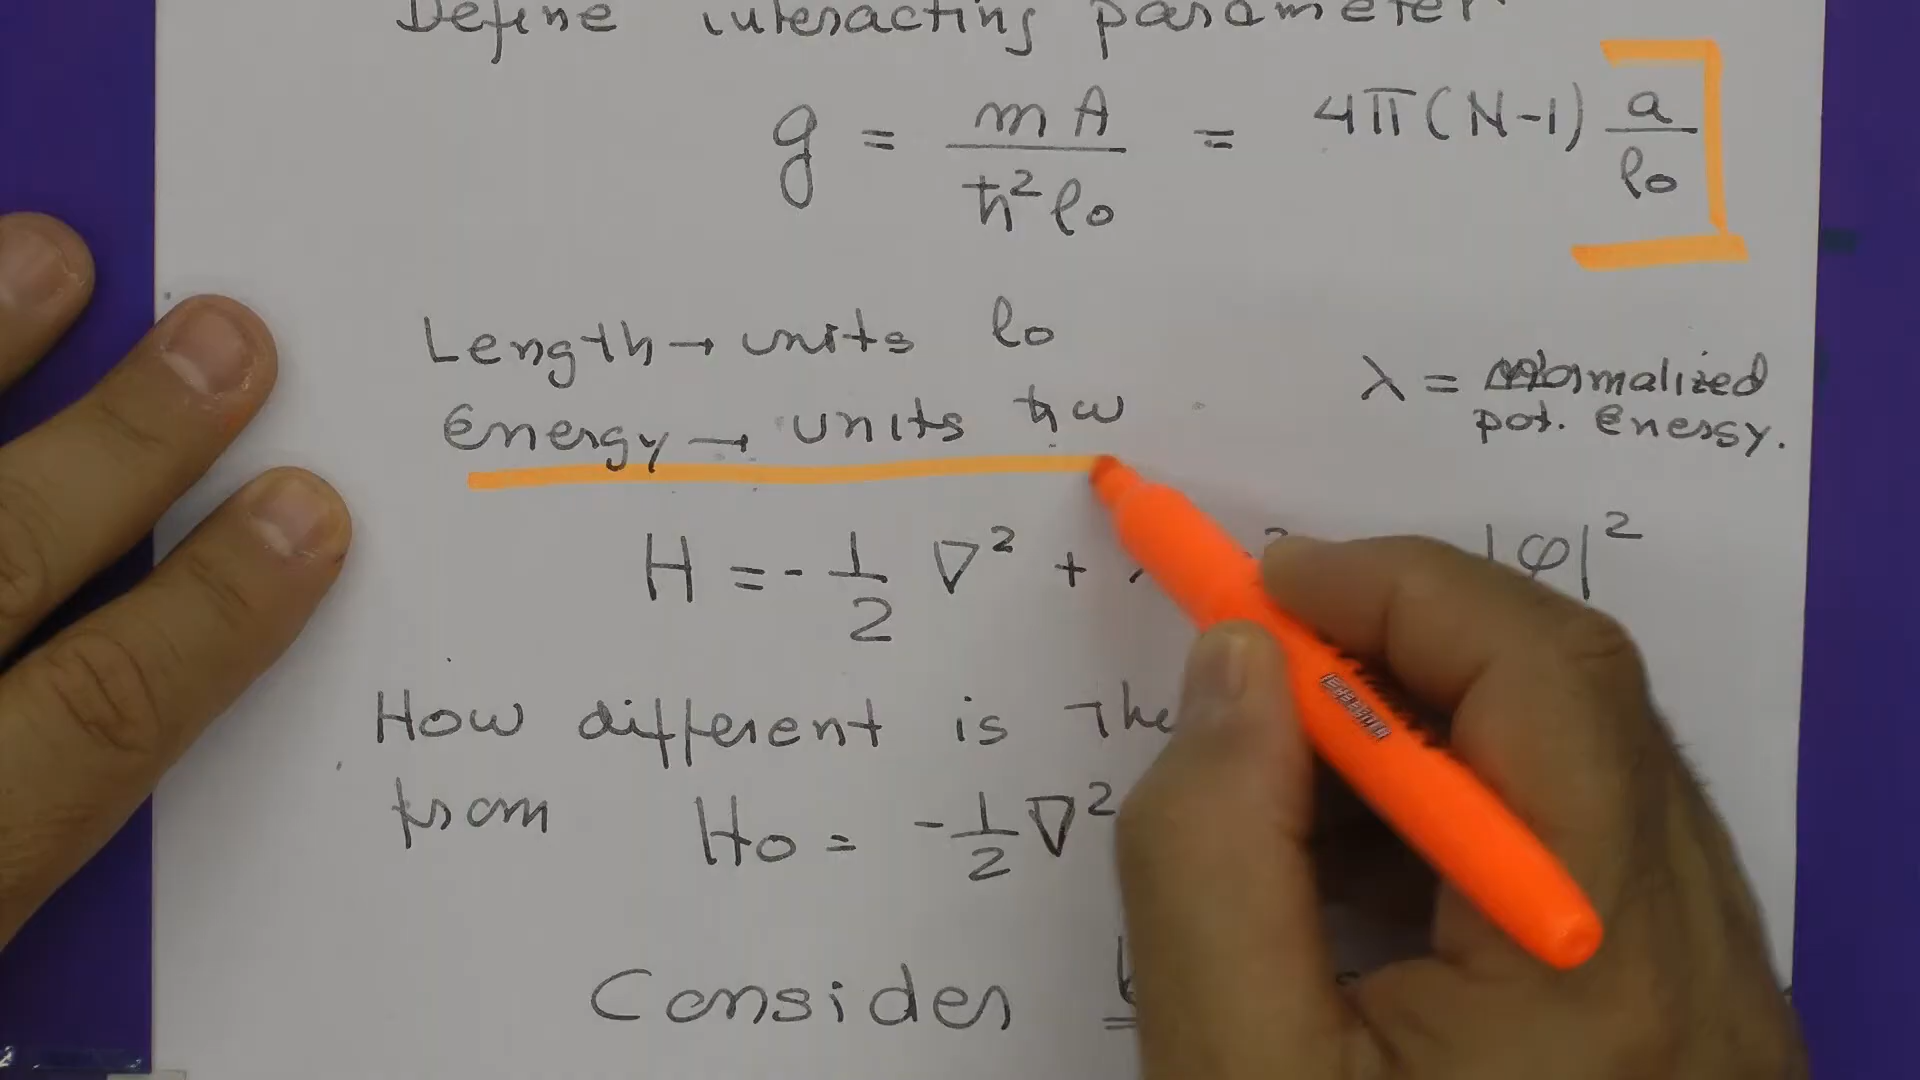 Define interacting parameter
g = mA / ħ²ℓ₀ = 4π(N-1) a/ℓ₀
Length → units ℓ₀
Energy → units ħω
λ = normalized
pot. Energy.
H = - 1/2 ∇² + |φ|²
How different is the
from H₀ = - 1/2 ∇²
Consider